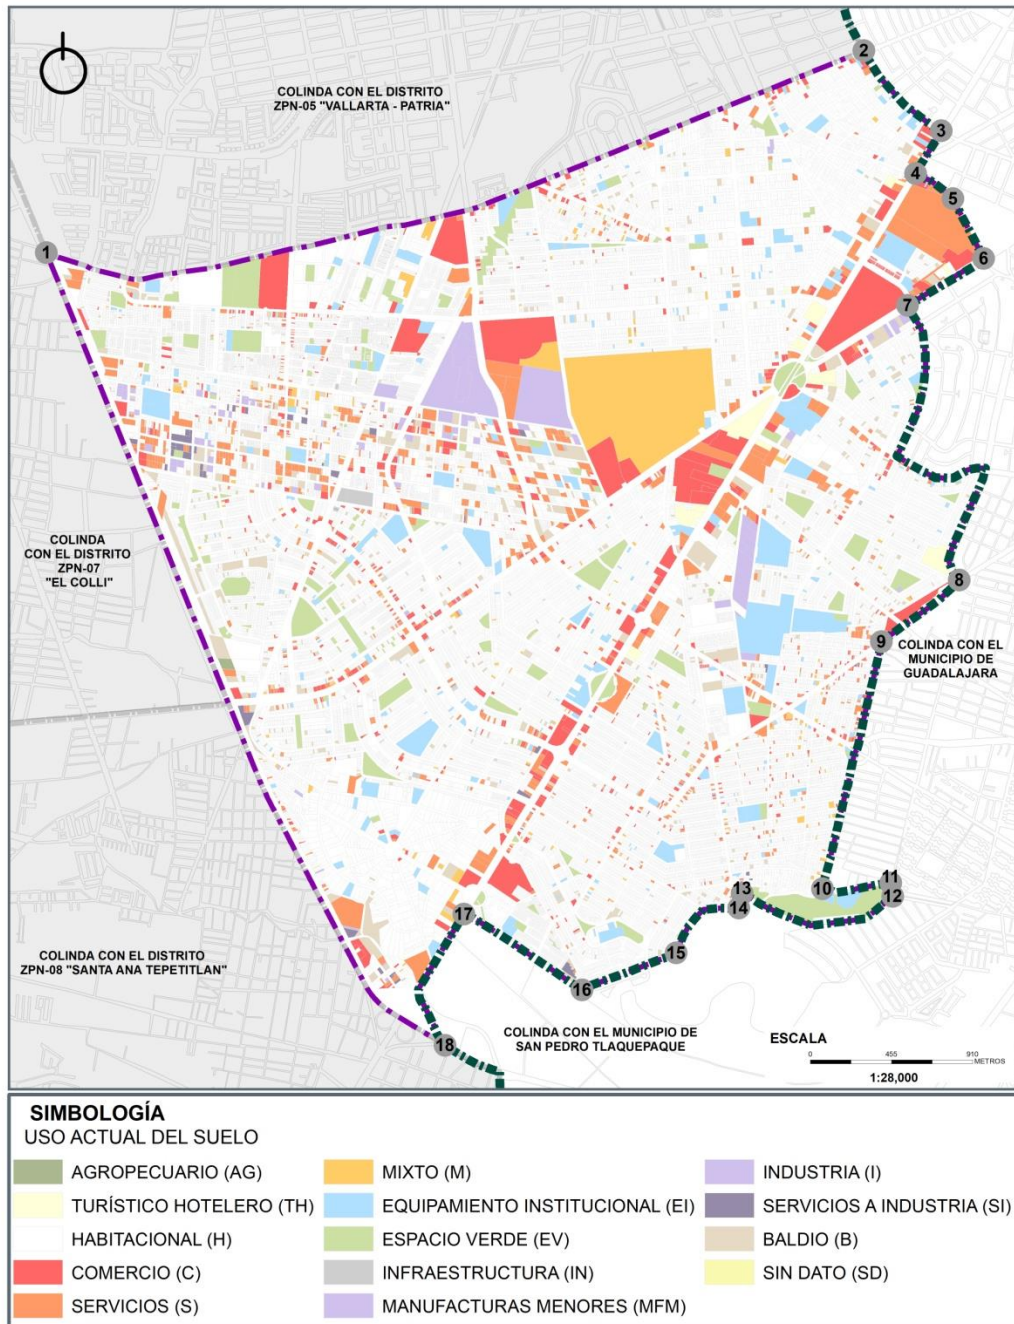 COLINDA CON EL DISTRITO
ZPN-05 "VALLARTA - PATRIA"
2
3
4
5
1
6
7
COLINDA
CON EL DISTRITO
ZPN-07
"EL COLLI"
8
9
COLINDA CON EL
MUNICIPIO DE
GUADALAJARA
10
11
12
13
14
17
15
COLINDA CON EL DISTRITO
ZPN-08 "SANTA ANA TEPETITLAN"
16
18
COLINDA CON EL MUNICIPIO DE
SAN PEDRO TLAQUEPAQUE
ESCALA
0 455 910
METROS
1:28,000
SIMBOLOGÍA
USO ACTUAL DEL SUELO
AGROPECUARIO (AG)
TURÍSTICO HOTELERO (TH)
HABITACIONAL (H)
COMERCIO (C)
SERVICIOS (S)
MIXTO (M)
EQUIPAMIENTO INSTITUCIONAL (EI)
ESPACIO VERDE (EV)
INFRAESTRUCTURA (IN)
MANUFACTURAS MENORES (MFM)
INDUSTRIA (I)
SERVICIOS A INDUSTRIA (SI)
BALDIO (B)
SIN DATO (SD)